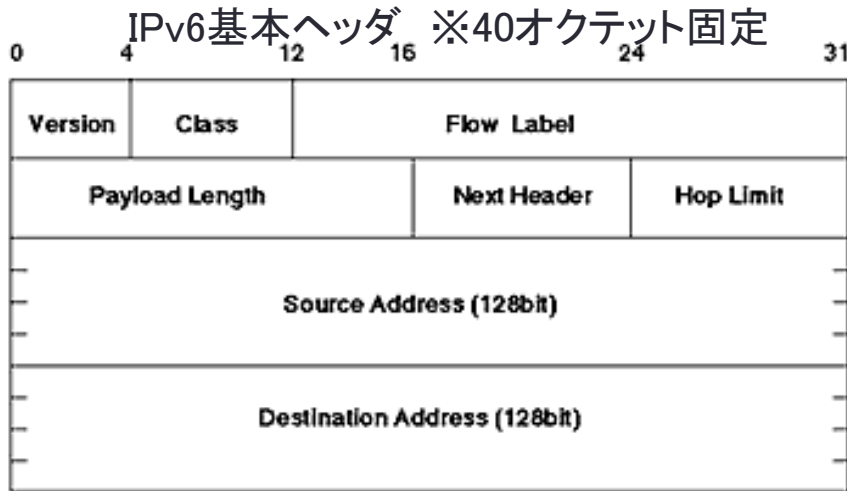 IPv6基本ヘッダ ※40オクテット固定
0 4 12 16 24 31
Version Class Flow Label
Payload Length Next Header Hop Limit
Source Address (128bit)
Destination Address (128bit)